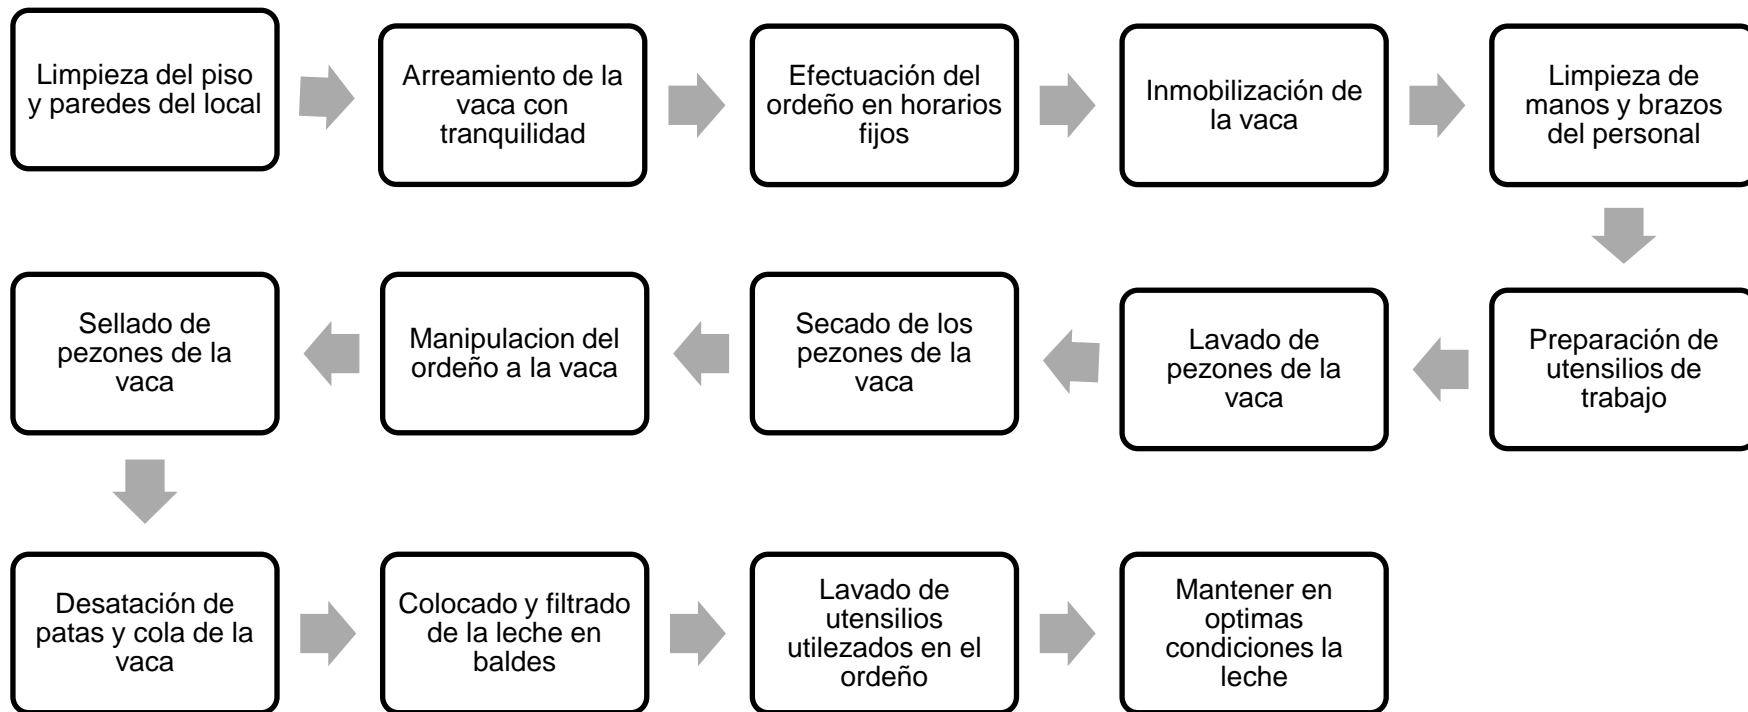 Limpieza del piso
y paredes del local
Arreamiento de la
vaca con
tranquilidad
Efectuación del
ordeño en horarios
fijos
Inmobilización de
la vaca
Limpieza de
manos y brazos
del personal
Preparación de
utensilios de
trabajo
Lavado de
pezones de la
vaca
Secado de los
pezones de la
vaca
Manipulacion del
ordeño a la vaca
Sellado de
pezones de la
vaca
Desatación de
patas y cola de la
vaca
Colocado y filtrado
de la leche en
baldes
Lavado de
utensilios
utilezados en el
ordeño
Mantener en
optimas
condiciones la
leche